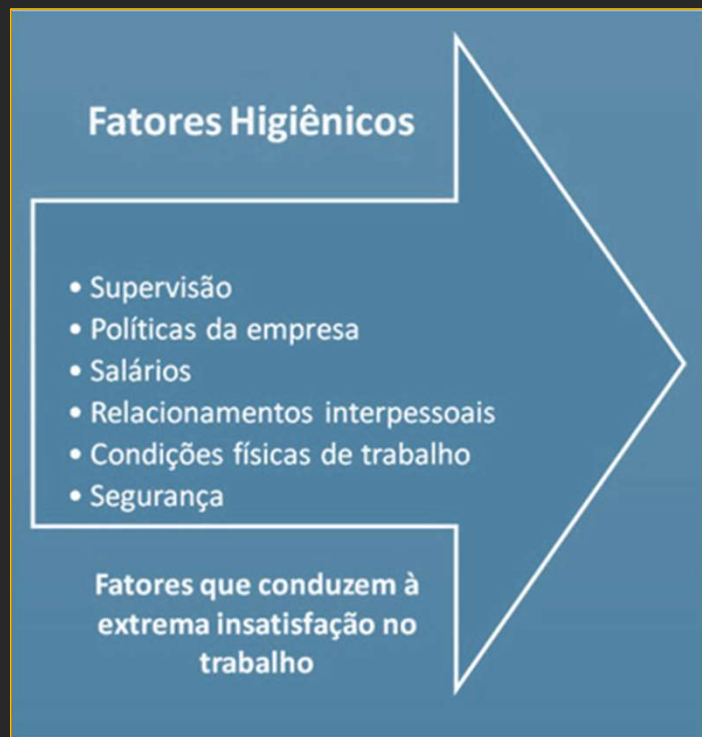 Fatores Higiênicos
• Supervisão
• Políticas da empresa
• Salários
• Relacionamentos interpessoais
• Condições físicas de trabalho
• Segurança
Fatores que conduzem à
extrema insatisfação no
trabalho